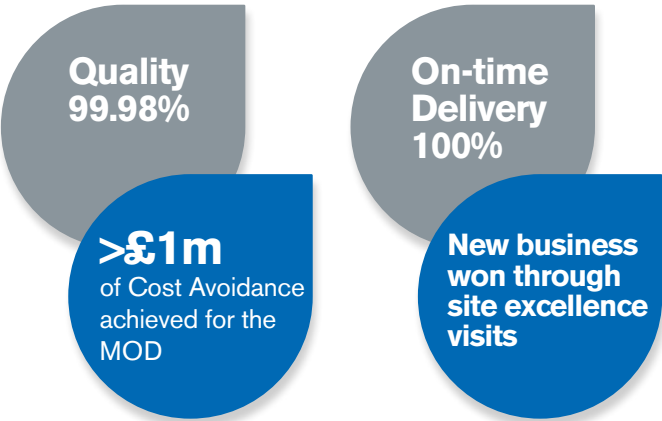 Quality
99.98%
On-time
Delivery
100%
>£1m
of Cost Avoidance
achieved for the
MOD
New business
won through
site excellence
visits